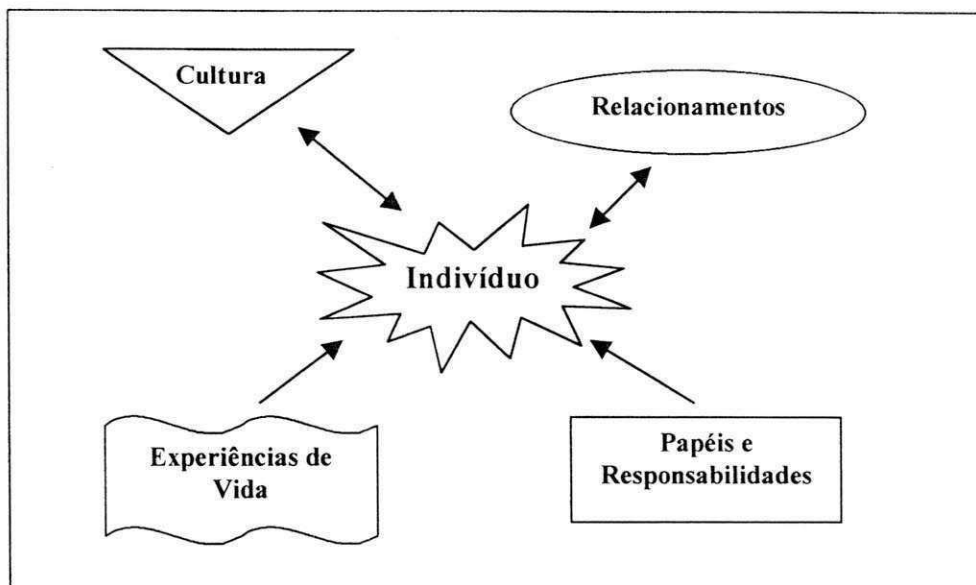 Cultura
Relacionamentos
Indivíduo
Experiências de
Vida
Papéis e
Responsabilidades